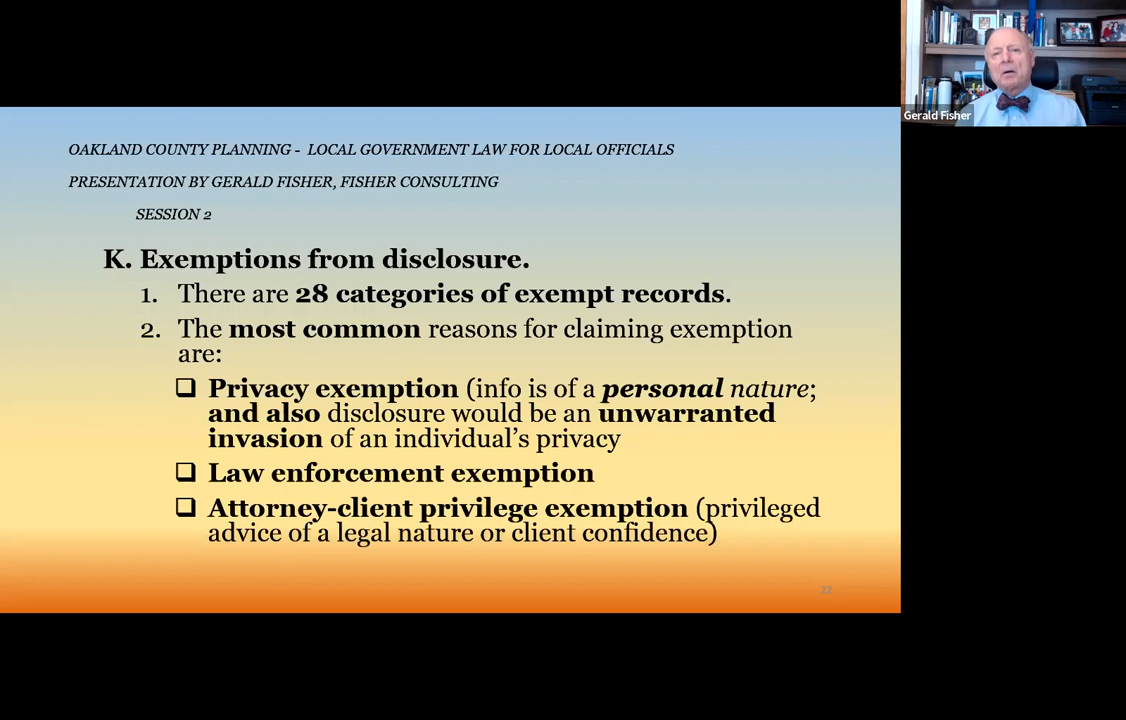 Gerald Fisher
OAKLAND COUNTY PLANNING - LOCAL GOVERNMENT LAW FOR LOCAL OFFICIALS
PRESENTATION BY GERALD FISHER, FISHER CONSULTING
SESSION 2
K. Exemptions from disclosure.
1. There are 28 categories of exempt records.
2. The most common reasons for claiming exemption
are:
❑ Privacy exemption (info is of a personal nature;
and also disclosure would be an unwarranted
invasion of an individual's privacy
❑ Law enforcement exemption
❑ Attorney-client privilege exemption (privileged
advice of a legal nature or client confidence)
22